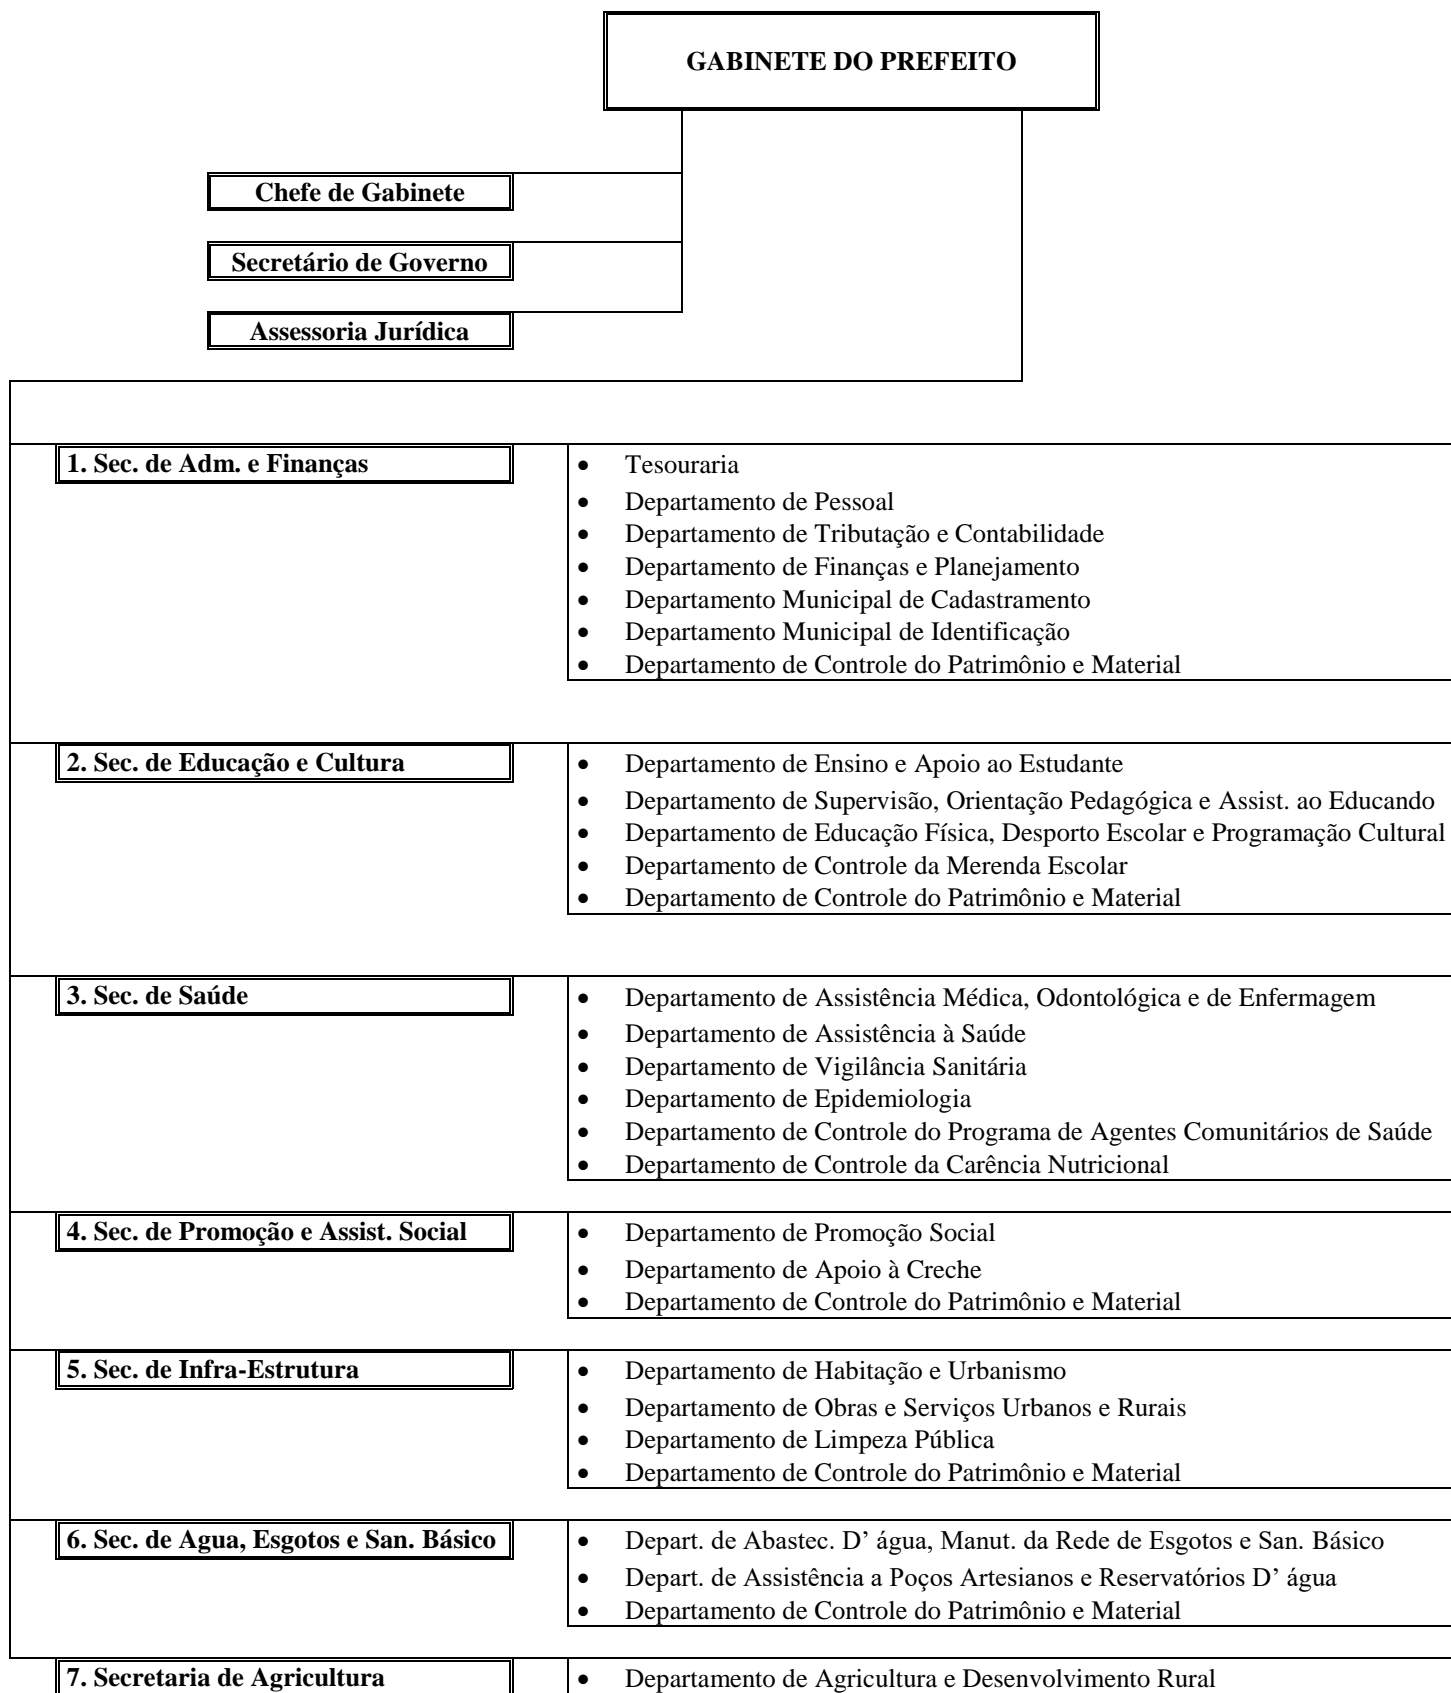 GABINETE DO PREFEITO
Chefe de Gabinete
Secretário de Governo
Assessoria Jurídica
1. Sec. de Adm. e Finanças
• Tesouraria
• Departamento de Pessoal
• Departamento de Tributação e Contabilidade
• Departamento de Finanças e Planejamento
• Departamento Municipal de Cadastramento
• Departamento Municipal de Identificação
• Departamento de Controle do Patrimônio e Material
2. Sec. de Educação e Cultura
• Departamento de Ensino e Apoio ao Estudante
• Departamento de Supervisão, Orientação Pedagógica e Assist. ao Educando
• Departamento de Educação Física, Desporto Escolar e Programação Cultural
• Departamento de Controle da Merenda Escolar
• Departamento de Controle do Patrimônio e Material
3. Sec. de Saúde
• Departamento de Assistência Médica, Odontológica e de Enfermagem
• Departamento de Assistência à Saúde
• Departamento de Vigilância Sanitária
• Departamento de Epidemiologia
• Departamento de Controle do Programa de Agentes Comunitários de Saúde
• Departamento de Controle da Carência Nutricional
4. Sec. de Promoção e Assist. Social
• Departamento de Promoção Social
• Departamento de Apoio à Creche
• Departamento de Controle do Patrimônio e Material
5. Sec. de Infra-Estrutura
• Departamento de Habitação e Urbanismo
• Departamento de Obras e Serviços Urbanos e Rurais
• Departamento de Limpeza Pública
• Departamento de Controle do Patrimônio e Material
6. Sec. de Agua, Esgotos e San. Básico
• Depart. de Abastec. D’ água, Manut. da Rede de Esgotos e San. Básico
• Depart. de Assistência a Poços Artesianos e Reservatórios D’ água
• Departamento de Controle do Patrimônio e Material
7. Secretaria de Agricultura
• Departamento de Agricultura e Desenvolvimento Rural